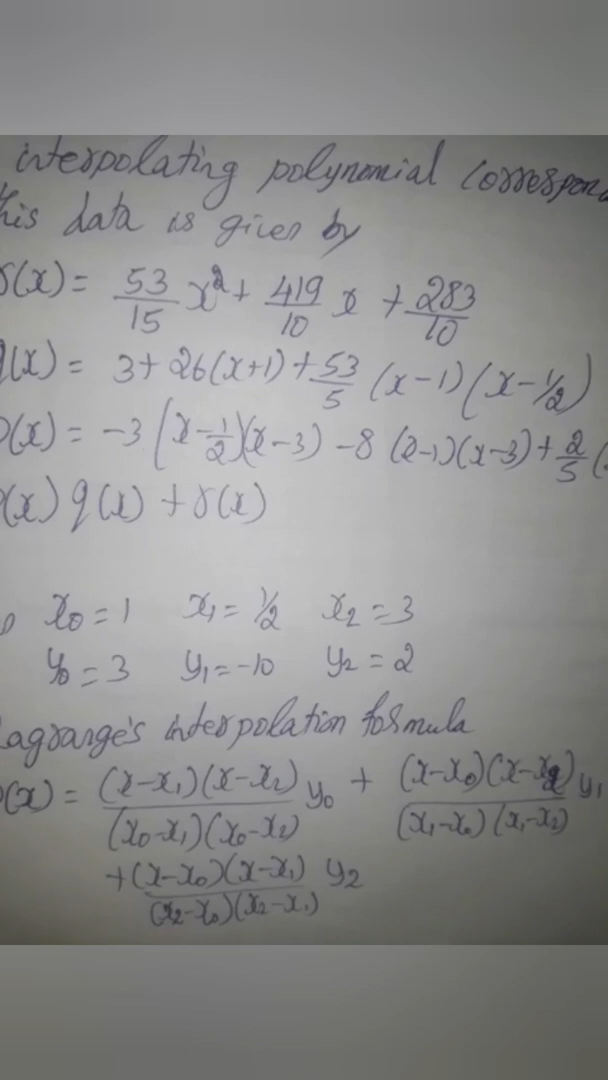 interpolating polynomial correspon
this data is given by
r(x) = 53/15 x² + 419/10 x + 283/10
q(x) = 3 + 26(x+1) + 53/5 (x-1)(x-1/2)
p(x) = -3 (x-1/2)(x-3) -8 (x-1)(x-3) + 2/5 (
(x) q(x) + r(x)
x₀ = 1 x₁ = 1/2 x₂ = 3
y₀ = 3 y₁ = -10 y₂ = 2
Lagrange's interpolation formula
p(x) = (x-x₁)(x-x₂)/(x₀-x₁)(x₀-x₂) y₀ + (x-x₀)(x-x₂)/(x₁-x₀)(x₁-x₂) y₁
+ (x-x₀)(x-x₁)/(x₂-x₀)(x₂-x₁) y₂